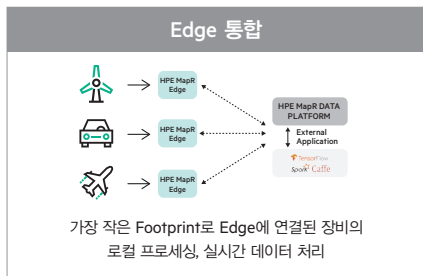 Edge 통합
HPE MapR
Edge
HPE MapR
Edge
HPE MapR
Edge
HPE MapR DATA
PLATFORM
External
Application
TensorFlow
Spark Caffe
가장 작은 Footprint로 Edge에 연결된 장비의
로컬 프로세싱, 실시간 데이터 처리